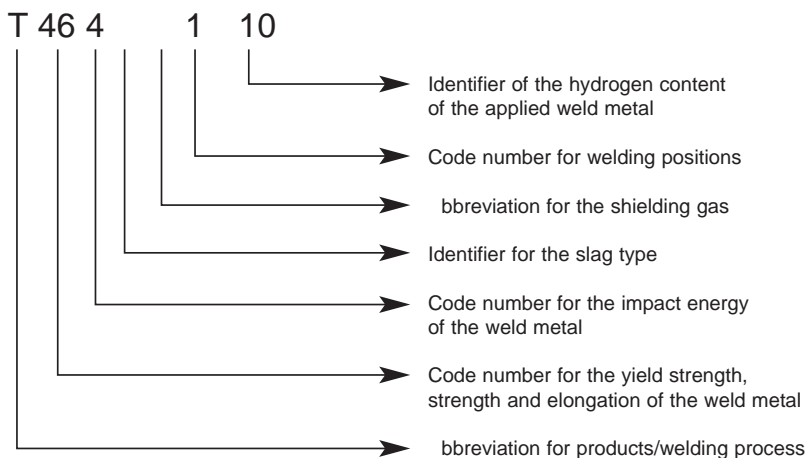 T 46 4 1 10
Identifier of the hydrogen content
of the applied weld metal
Code number for welding positions
bbreviation for the shielding gas
Identifier for the slag type
Code number for the impact energy
of the weld metal
Code number for the yield strength,
strength and elongation of the weld metal
bbreviation for products/welding process